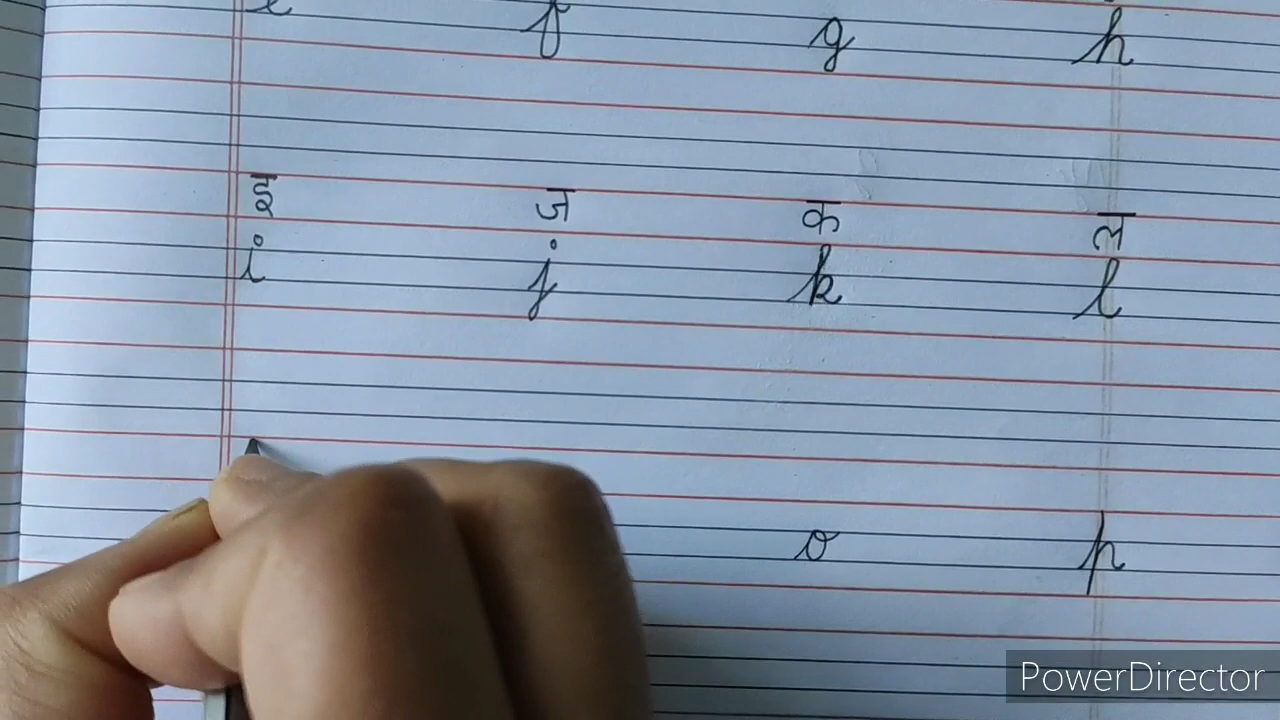 e f g h
ज क
i j k l
o p
PowerDirector